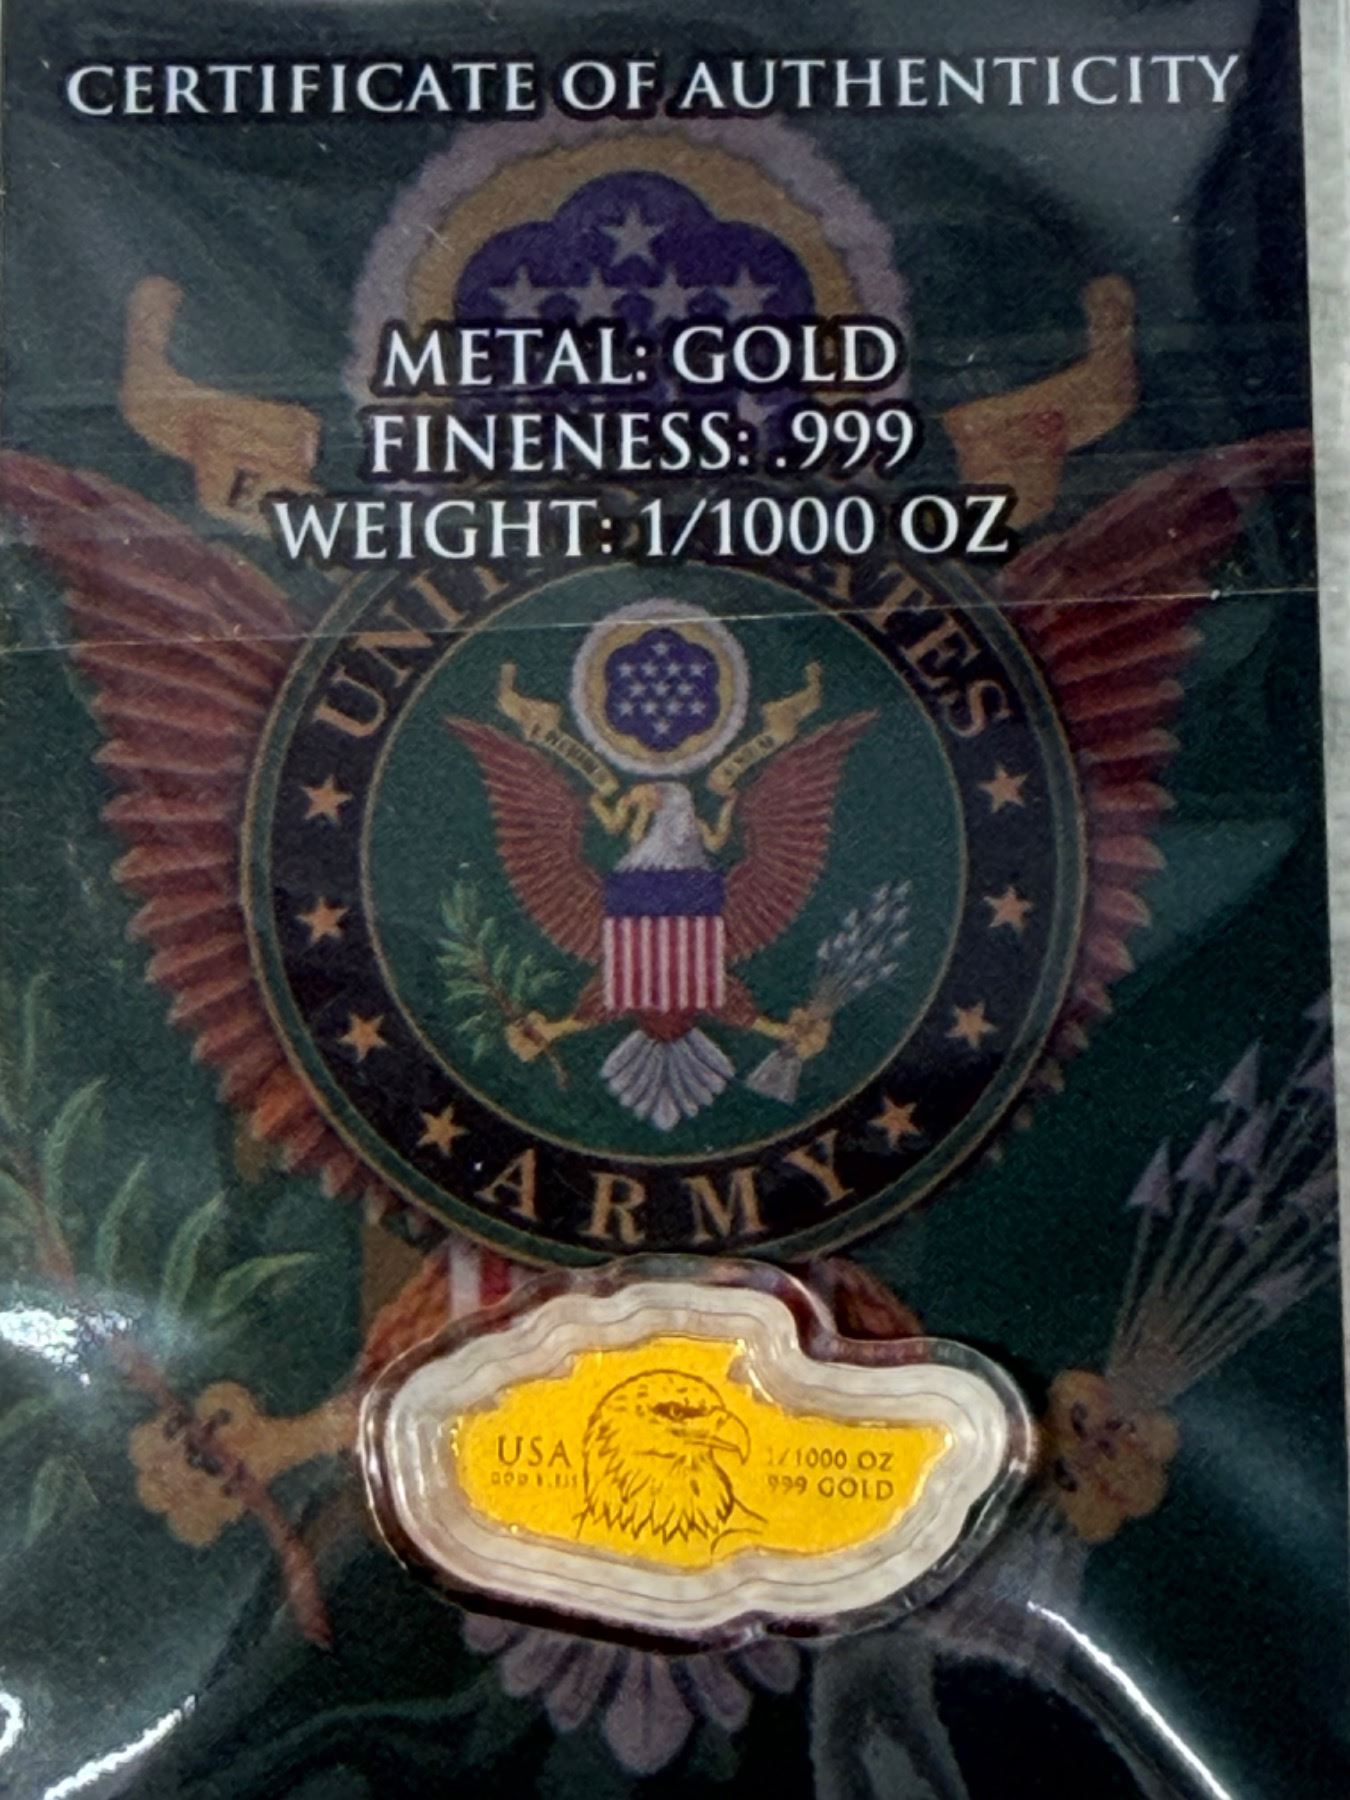 CERTIFICATE OF AUTHENTICITY
METAL: GOLD
FINENESS: .999
WEIGHT: 1/1000 OZ
ARMY
USA
1/1000 OZ
999 GOLD